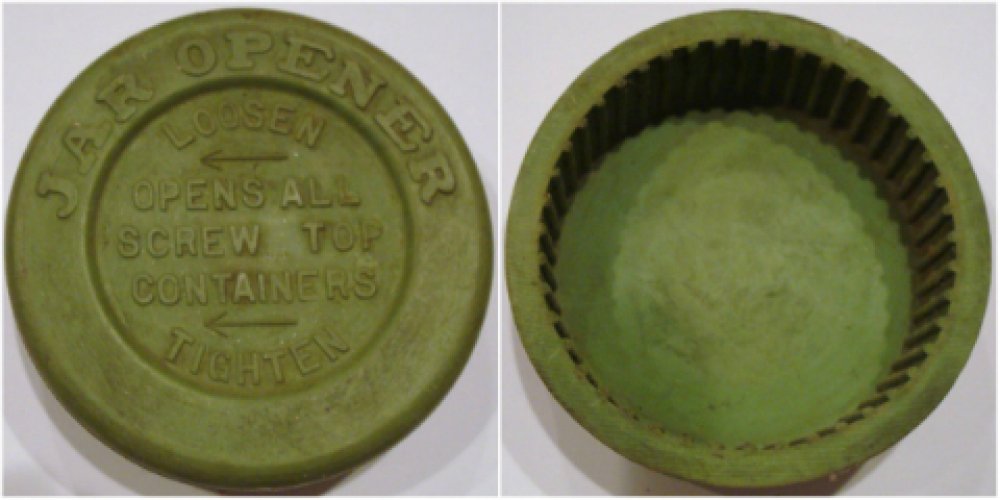 JAR OPENER
LOOSEN
OPENS ALL
SCREW TOP
CONTAINERS
TIGHTEN